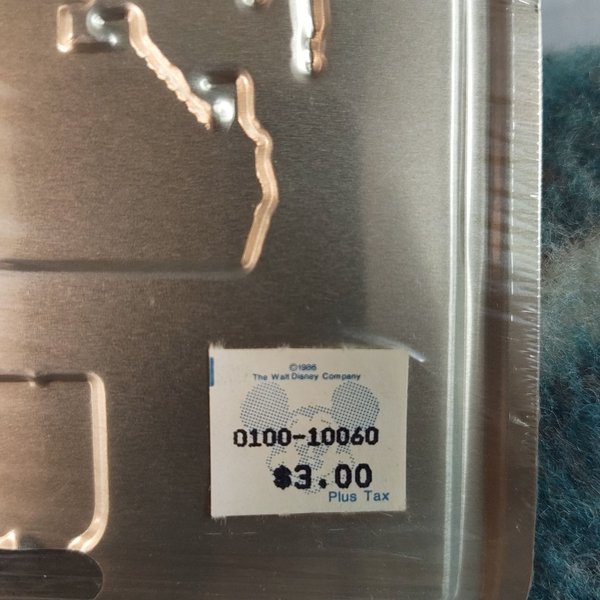 ©1986
The Walt Disney Company
0100-10060
$3.00
Plus Tax